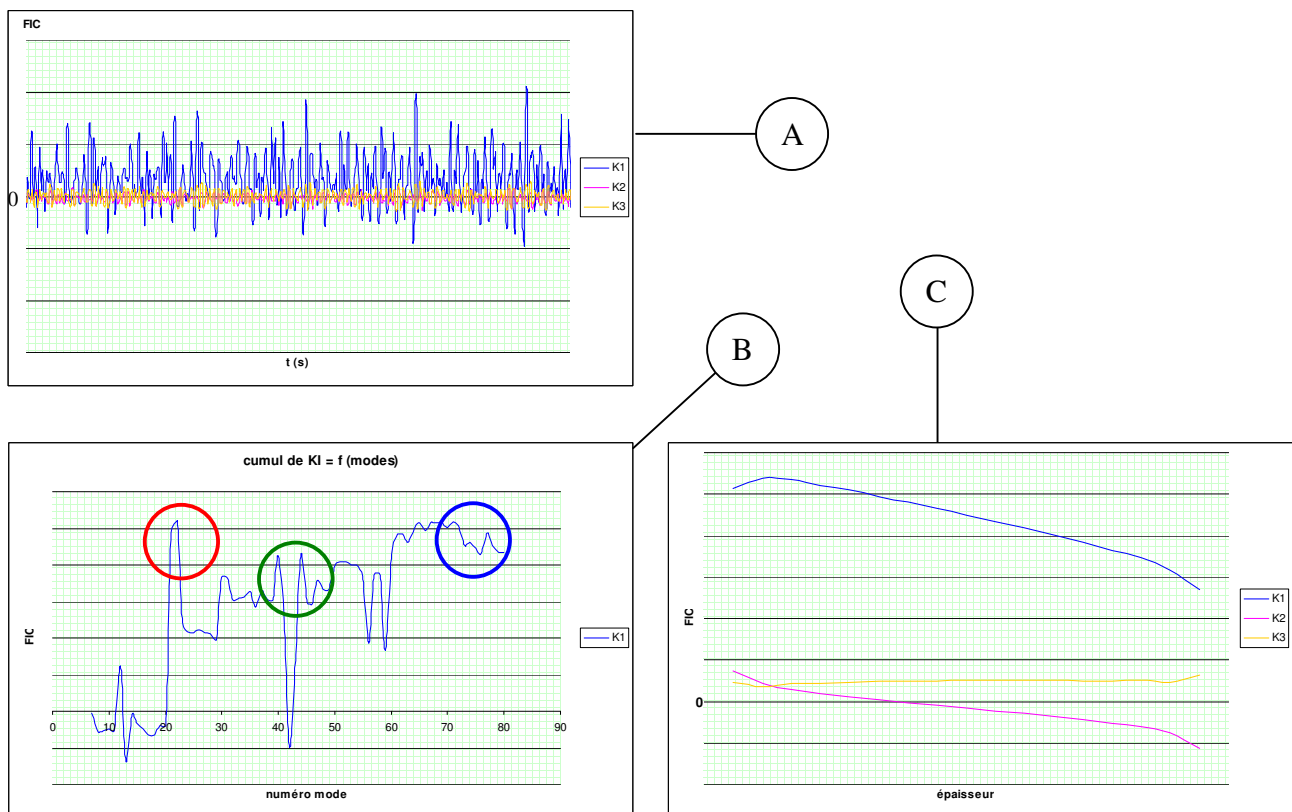 FIC
0
K1
K2
K3
t (s)
A
C
B
cumul de KI = f (modes)
FIC
K1
0 10 20 30 40 50 60 70 80 90
numéro mode
FIC
0
K1
K2
K3
épaisseur